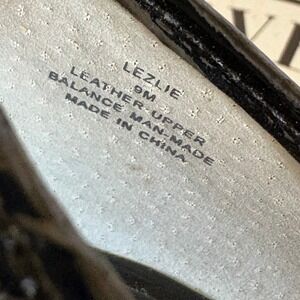 LEZLIE
9M
LEATHER UPPER
BALANCE MAN-MADE
MADE IN CHINA